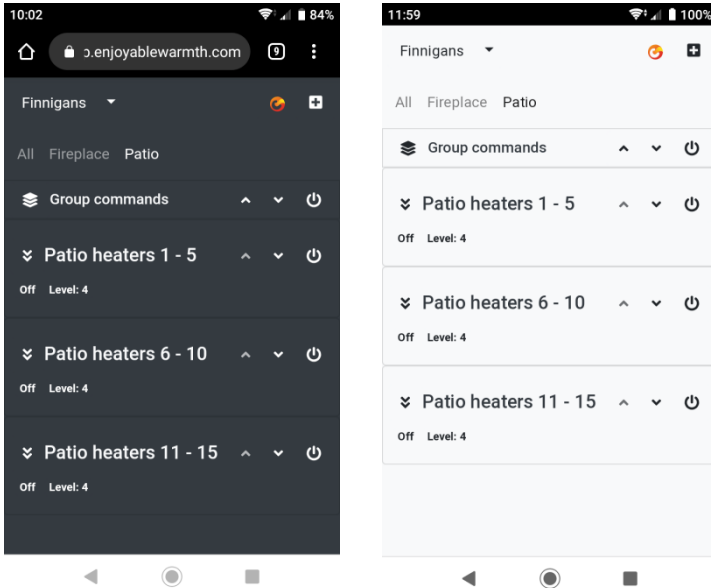 10:02
84%
ɔ.enjoyablewarmth.com
9
Finnigans
All Fireplace Patio
Group commands
Patio heaters 1 - 5
Off Level: 4
Patio heaters 6 - 10
Off Level: 4
Patio heaters 11 - 15
Off Level: 4
11:59
100%
Finnigans
All Fireplace Patio
Group commands
Patio heaters 1 - 5
Off Level: 4
Patio heaters 6 - 10
Off Level: 4
Patio heaters 11 - 15
Off Level: 4